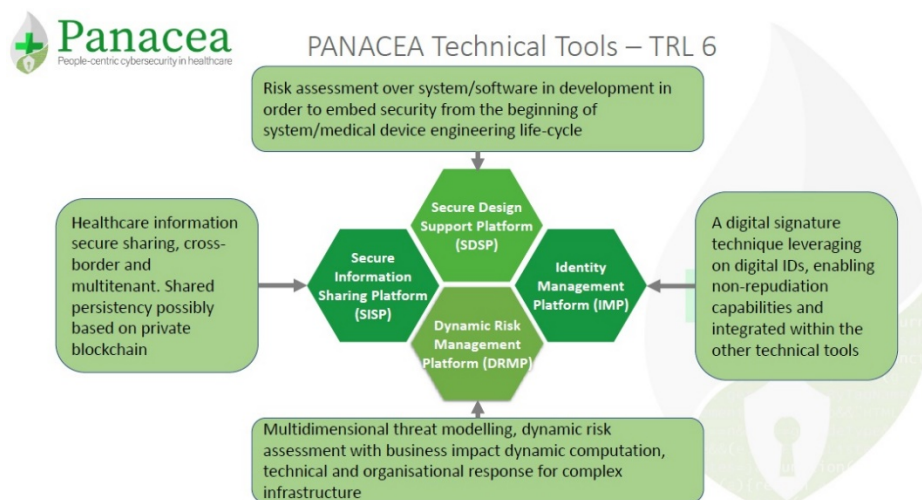 Panacea
People-centric cybersecurity in healthcare
PANACEA Technical Tools – TRL 6
Risk assessment over system/software in development in
order to embed security from the beginning of
system/medical device engineering life-cycle
Secure Design
Support Platform
(SDSP)
Healthcare information
secure sharing, cross-
border and
multitenant. Shared
persistency possibly
based on private
blockchain
Secure
Information
Sharing Platform
(SISP)
Identity
Management
Platform (IMP)
A digital signature
technique leveraging
on digital IDs, enabling
non-repudiation
capabilities and
integrated within the
other technical tools
Dynamic Risk
Management
Platform (DRMP)
Multidimensional threat modelling, dynamic risk
assessment with business impact dynamic computation,
technical and organisational response for complex
infrastructure